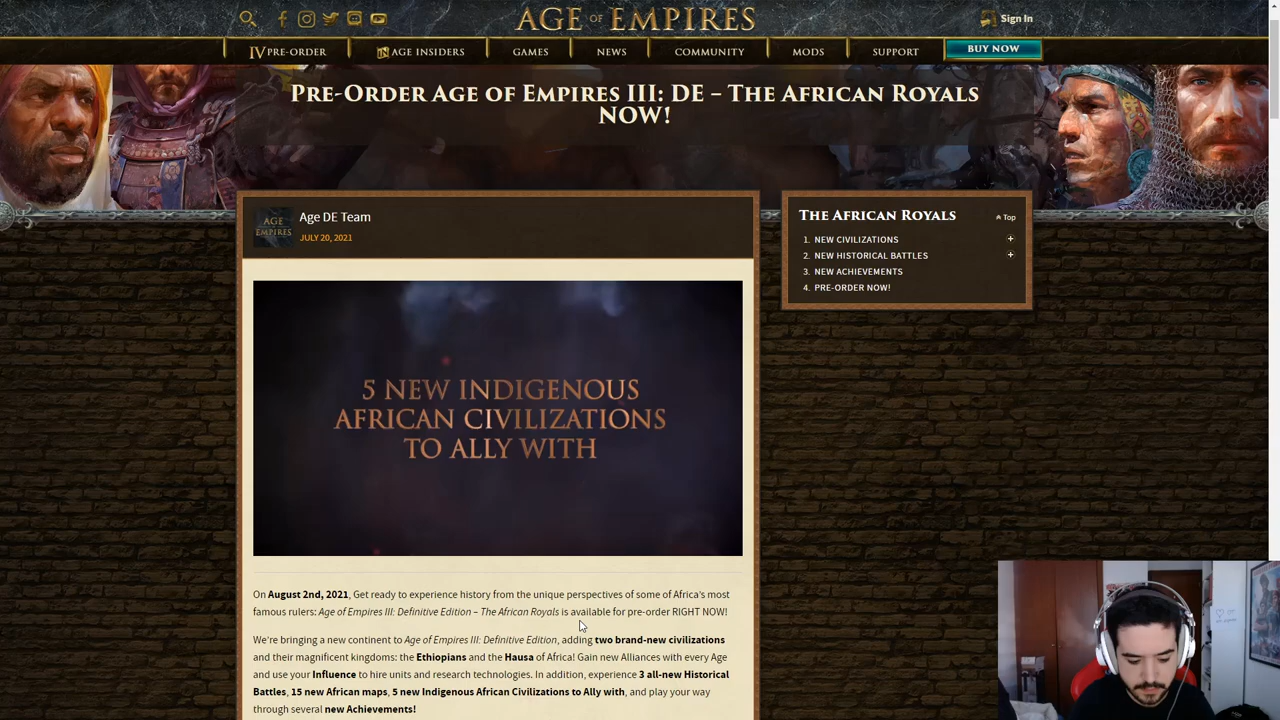 AGE OF EMPIRES
Sign In
IV PRE-ORDER
AGE INSIDERS
GAMES
NEWS
COMMUNITY
MODS
SUPPORT
BUY NOW
PRE-ORDER AGE OF EMPIRES III: DE – THE AFRICAN ROYALS
NOW!
AGE OF
EMPIRES
Age DE Team
JULY 20, 2021
5 NEW INDIGENOUS
AFRICAN CIVILIZATIONS
TO ALLY WITH
On August 2nd, 2021, Get ready to experience history from the unique perspectives of some of Africa's most
famous rulers: Age of Empires III: Definitive Edition – The African Royals is available for pre-order RIGHT NOW!
We're bringing a new continent to Age of Empires III: Definitive Edition, adding two brand-new civilizations
and their magnificent kingdoms: the Ethiopians and the Hausa of Africa! Gain new Alliances with every Age
and use your Influence to hire units and research technologies. In addition, experience 3 all-new Historical
Battles, 15 new African maps, 5 new Indigenous African Civilizations to Ally with, and play your way
through several new Achievements!
THE AFRICAN ROYALS
Top
1. NEW CIVILIZATIONS
2. NEW HISTORICAL BATTLES
3. NEW ACHIEVEMENTS
4. PRE-ORDER NOW!